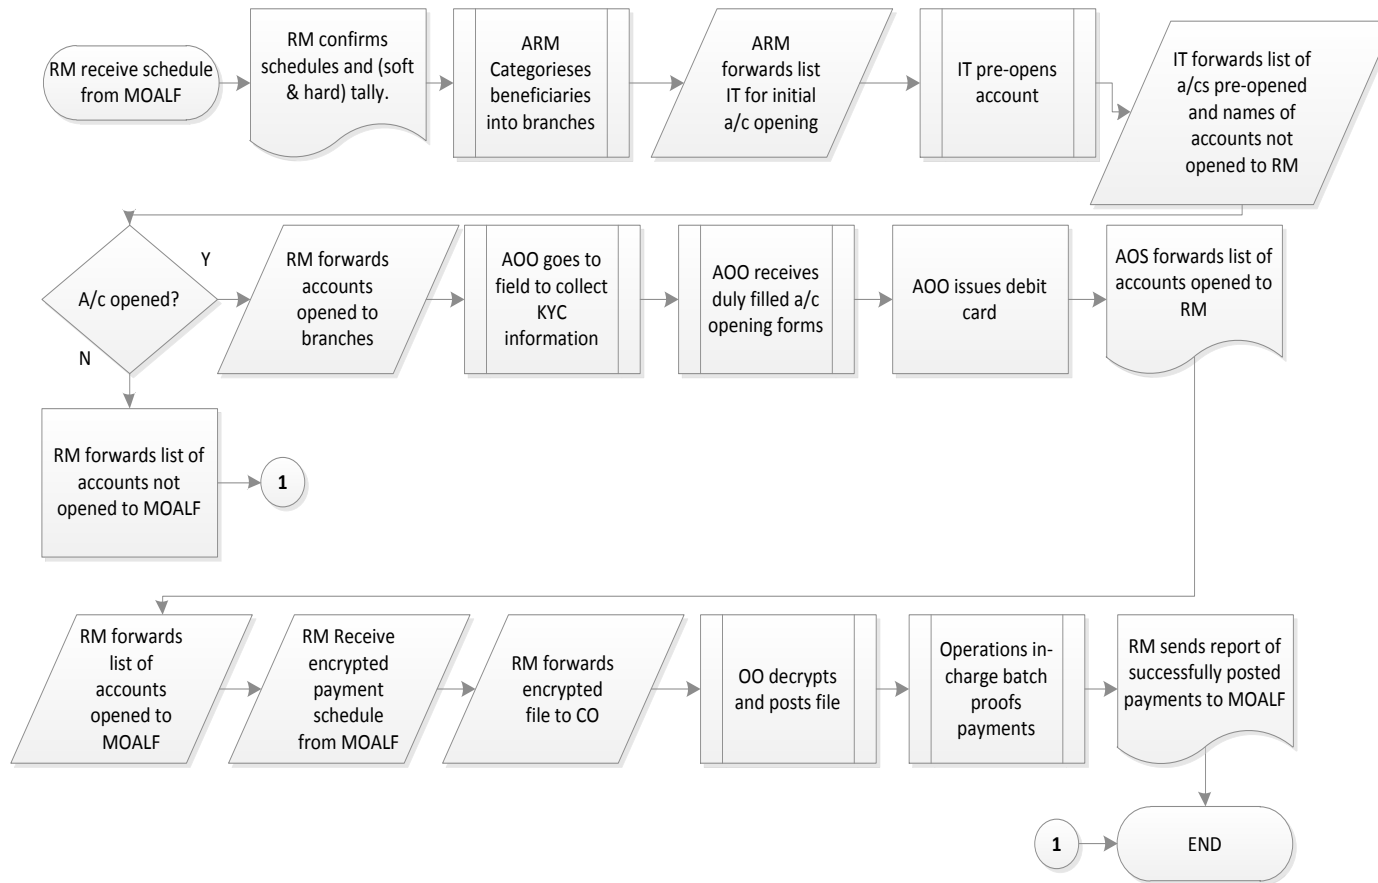 RM receive schedule
from MOALF
RM confirms
schedules and (soft
& hard) tally.
ARM
Categorieses
beneficiaries
into branches
ARM
forwards list
IT for initial
a/c opening
IT pre-opens
account
IT forwards list of
a/cs pre-opened
and names of
accounts not
opened to RM
A/c opened?
Y
N
RM forwards
accounts
opened to
branches
AOO goes to
field to collect
KYC
information
AOO receives
duly filled a/c
opening forms
AOO issues debit
card
AOS forwards list of
accounts opened to
RM
RM forwards list of
accounts not
opened to MOALF
1
RM forwards
list of
accounts
opened to
MOALF
RM Receive
encrypted
payment
schedule
from MOALF
RM forwards
encrypted
file to CO
OO decrypts
and posts file
Operations in-
charge batch
proofs
payments
RM sends report of
successfully posted
payments to MOALF
1
END